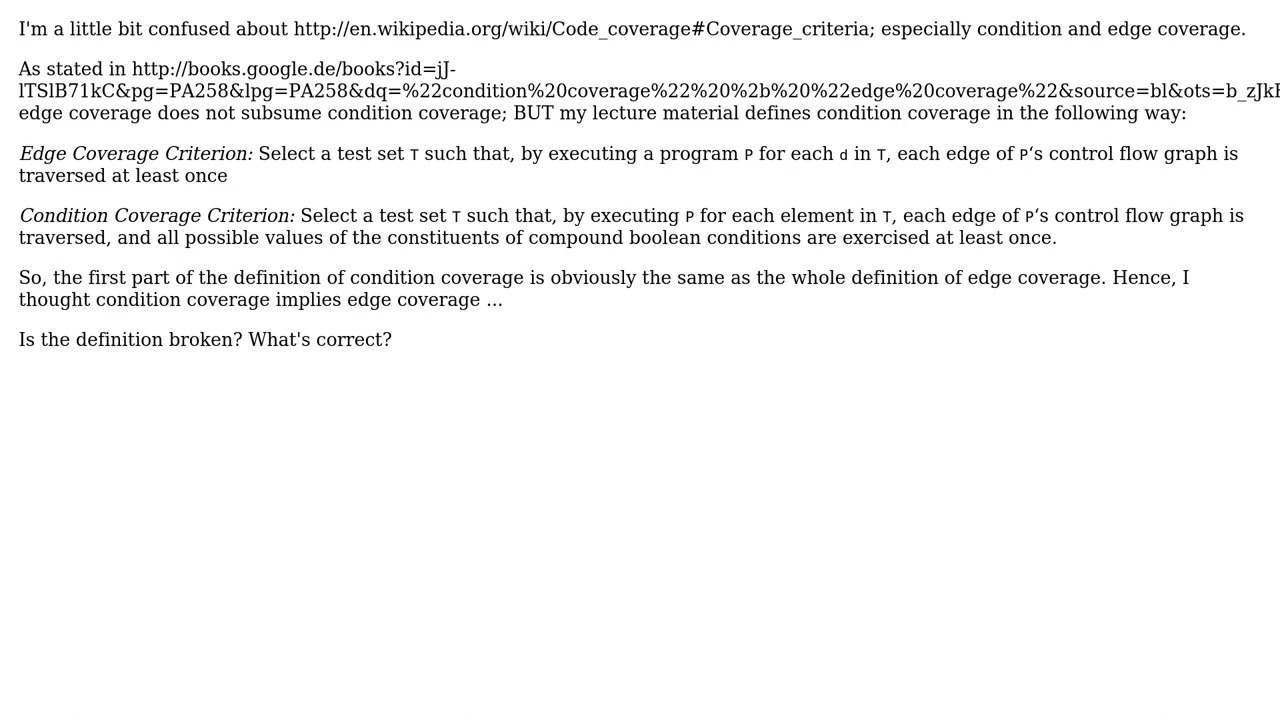 I'm a little bit confused about http://en.wikipedia.org/wiki/Code_coverage#Coverage_criteria; especially condition and edge coverage.
As stated in http://books.google.de/books?id=jJ-
lTSlB71kC&pg=PA258&lpg=PA258&dq=%22condition%20coverage%22%20%2b%20%22edge%20coverage%22&source=bl&ots=b_zJkE
edge coverage does not subsume condition coverage; BUT my lecture material defines condition coverage in the following way:
Edge Coverage Criterion: Select a test set T such that, by executing a program P for each d in T, each edge of P‘s control flow graph is
traversed at least once
Condition Coverage Criterion: Select a test set T such that, by executing P for each element in T, each edge of P‘s control flow graph is
traversed, and all possible values of the constituents of compound boolean conditions are exercised at least once.
So, the first part of the definition of condition coverage is obviously the same as the whole definition of edge coverage. Hence, I
thought condition coverage implies edge coverage ...
Is the definition broken? What's correct?